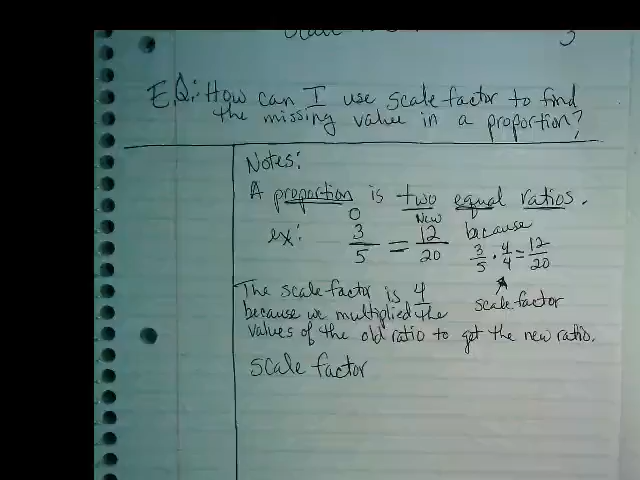 E.Q.: How can I use scale factor to find
the missing value in a proportion?
Notes:
A proportion is two equal ratios.
O New because
ex: 3/5 = 12/20 3/5 · 4/4 = 12/20
The scale factor is 4 scale factor
because we multiplied the
values of the old ratio to get the new ratio.
scale factor